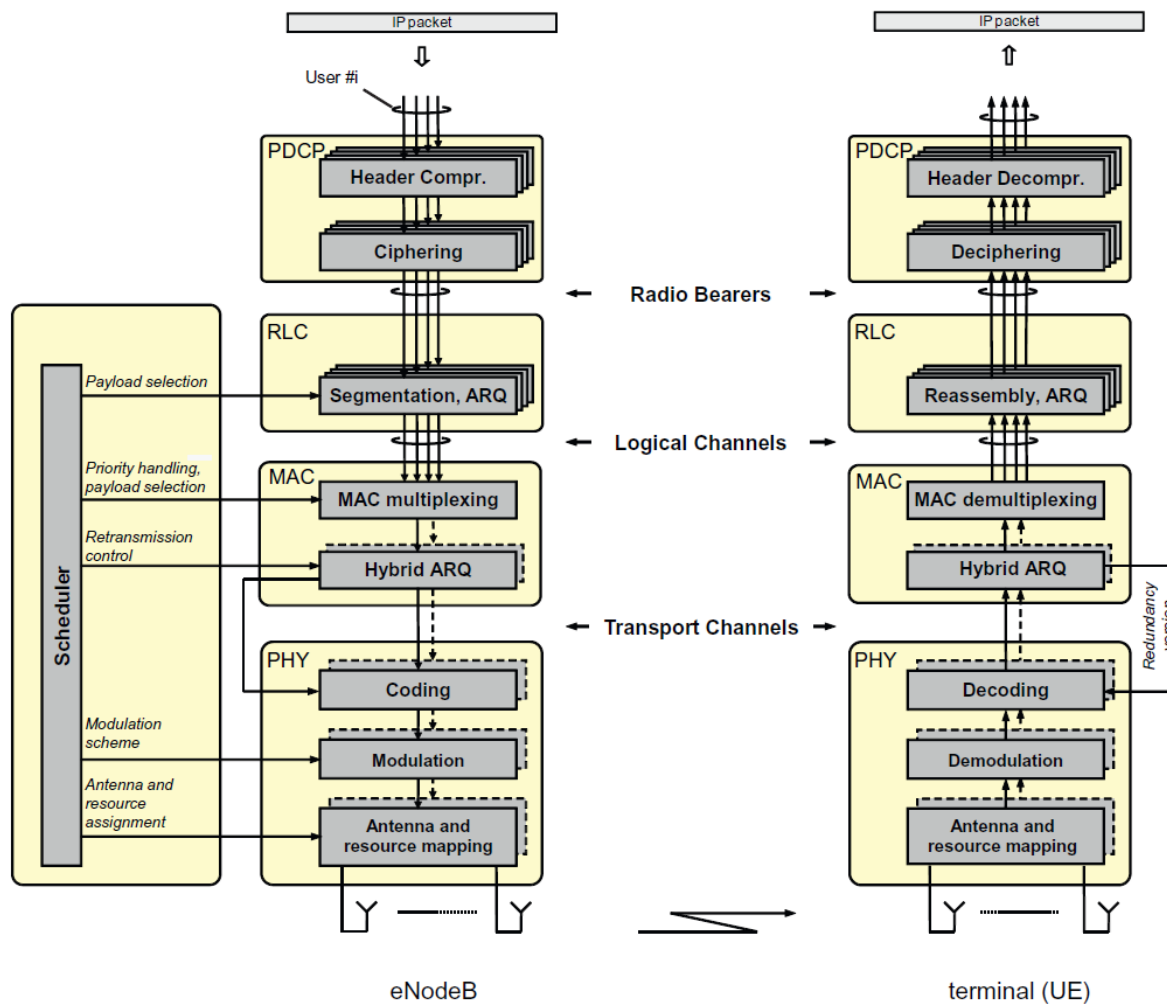 IP packet
User #i
PDCP
Header Compr.
Ciphering
RLC
Segmentation, ARQ
MAC
MAC multiplexing
Hybrid ARQ
PHY
Coding
Modulation
Antenna and
resource mapping
eNodeB
Scheduler
Payload selection
Priority handling,
payload selection
Retransmission
control
Modulation
scheme
Antenna and
resource
assignment
Radio Bearers
Logical Channels
Transport Channels
IP packet
PDCP
Header Decompr.
Deciphering
RLC
Reassembly, ARQ
MAC
MAC demultiplexing
Hybrid ARQ
Redundancy
PHY
Decoding
Demodulation
Antenna and
resource mapping
terminal (UE)